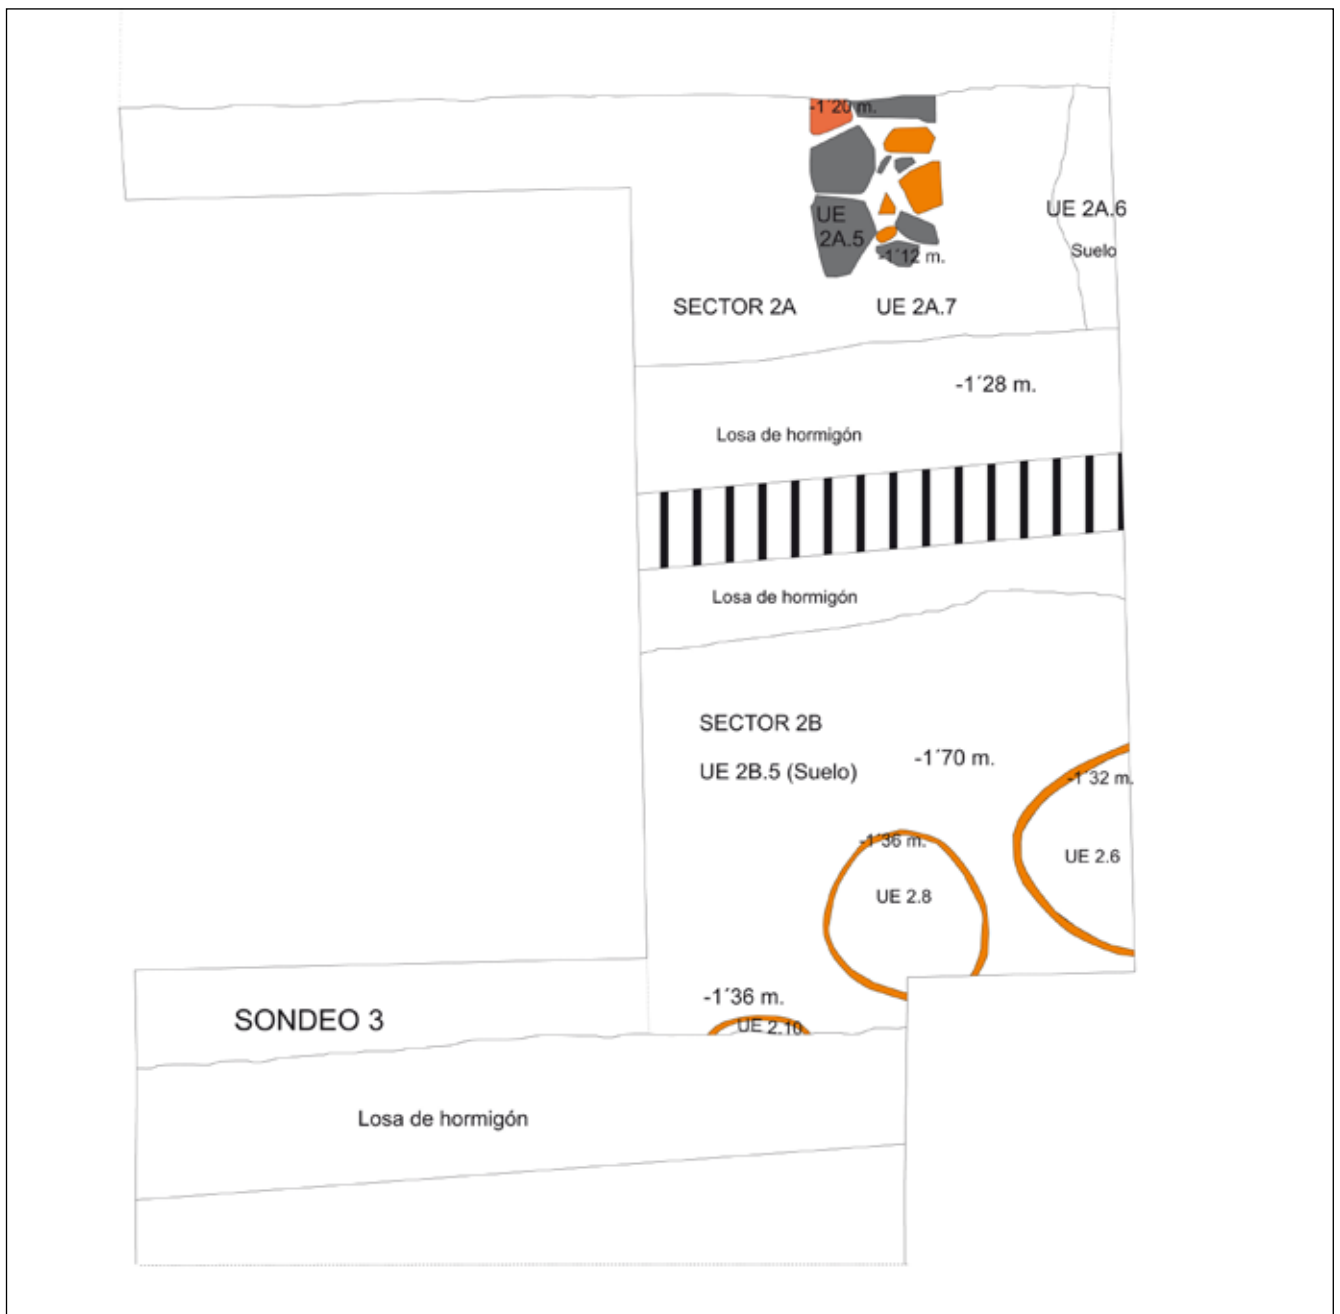 -1´20 m.
UE
2A.5
UE 2A.6
Suelo
-1´12 m.
SECTOR 2A
UE 2A.7
-1´28 m.
Losa de hormigón
Losa de hormigón
SECTOR 2B
UE 2B.5 (Suelo)
-1´70 m.
-1´32 m.
-1´36 m.
UE 2.6
UE 2.8
-1´36 m.
UE 2.10
SONDEO 3
Losa de hormigón